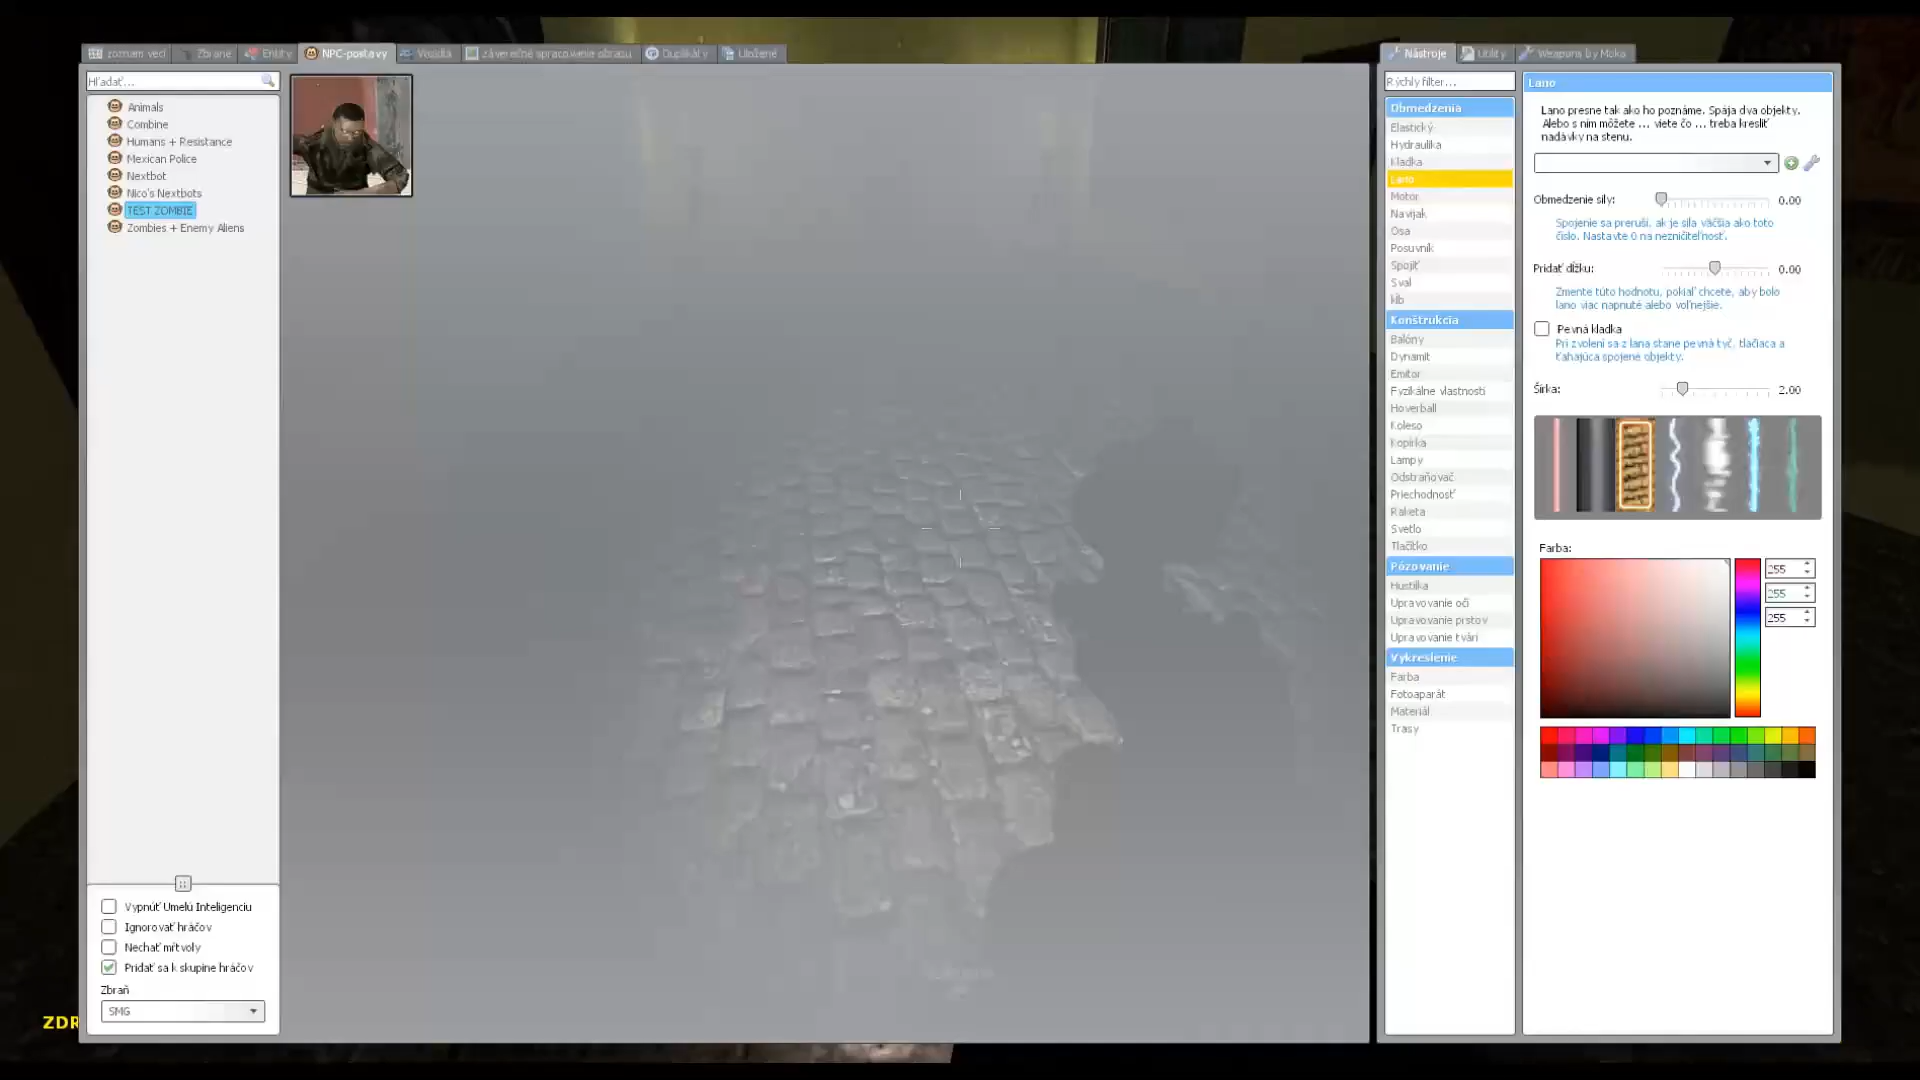 zoznam vecí
Zbrane
Entity
NPC-postavy
Vozidlá
záverečné spracovanie obrazu
Duplikáty
Uložené
Hľadať...
Animals
Combine
Humans + Resistance
Mexican Police
Nextbot
Nico's Nextbots
TEST ZOMBIE
Zombies + Enemy Aliens
Vypnúť Umelú Inteligenciu
Ignorovať hráčov
Nechať mŕtvoly
Pridať sa k skupine hráčov
Zbraň
SMG
ZDR
Nástroje
Utility
Weapons by Moka
Rýchly filter...
Obmedzenia
Elastický
Hydraulika
Kladka
Lano
Motor
Navijak
Osa
Posuvník
Spojiť
Sval
kĺb
Konštrukcia
Balóny
Dynamit
Emitor
Fyzikálne vlastnosti
Hoverball
Koleso
Kopírka
Lampy
Odstraňovač
Priechodnosť
Raketa
Svetlo
Tlačítko
Pózovanie
Hustilka
Upravovanie očí
Upravovanie prstov
Upravovanie tvári
Vykreslenie
Farba
Fotoaparát
Materiál
Trasy
Lano
Lano presne tak ako ho poznáme. Spája dva objekty.
Alebo s ním môžete ... viete čo ... treba kresliť
nadávky na stenu.
Obmedzenie sily: 0.00
Spojenie sa preruší, ak je sila väčšia ako toto
číslo. Nastavte 0 na nezničiteľnosť.
Pridať dĺžku: 0.00
Zmente túto hodnotu, pokiaľ chcete, aby bolo
lano viac napnuté alebo voľnejšie.
Pevná kladka
Pri zvolení sa z lana stane pevná tyč, tlačiaca a
ťahajúca spojené objekty.
Šírka: 2.00
Farba:
255
255
255